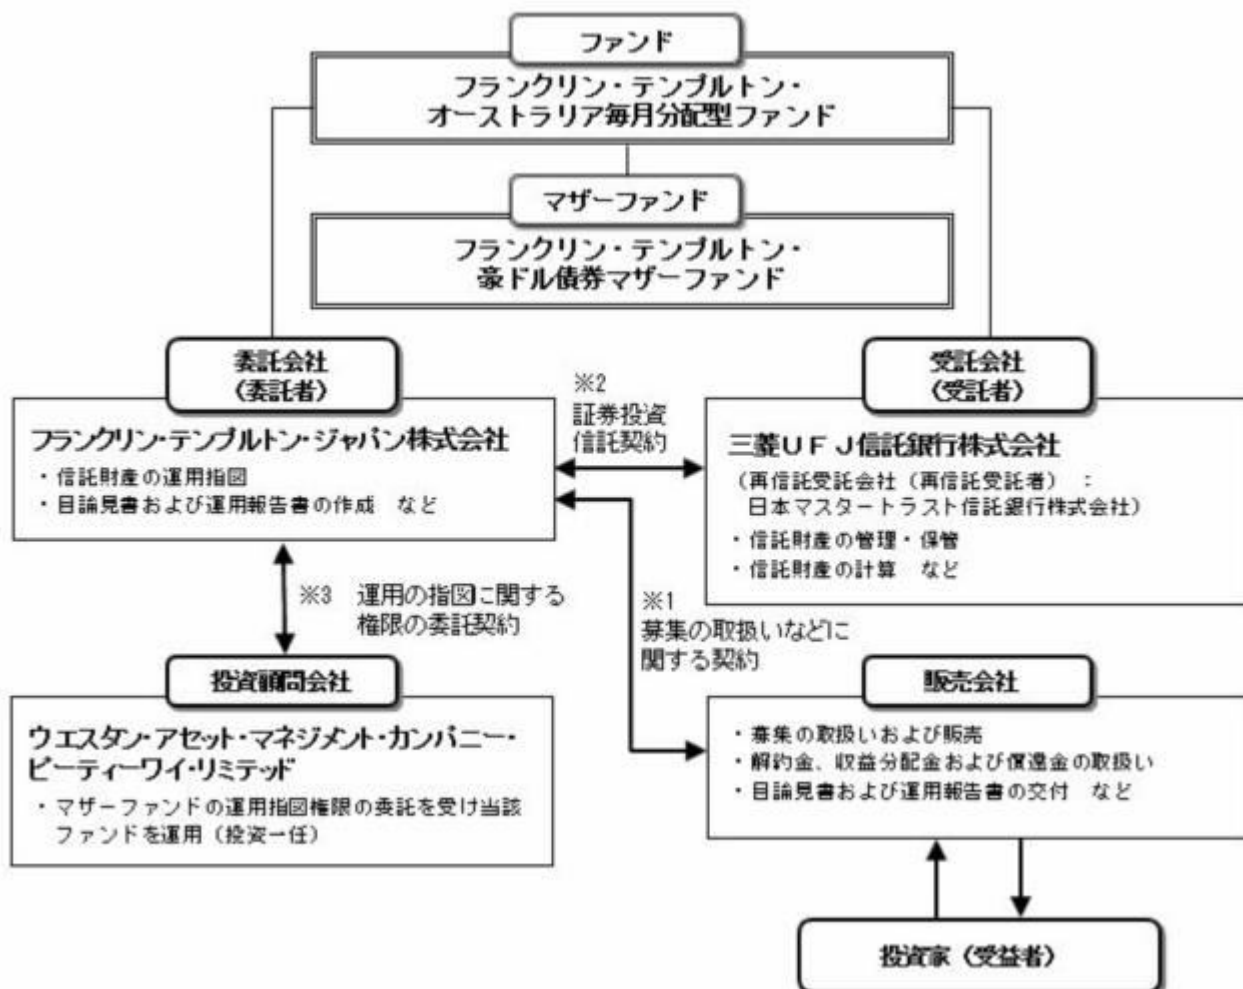 ファンド
フランクリン・テンプルトン・
オーストラリア毎月分配型ファンド
マザーファンド
フランクリン・テンプルトン・
豪ドル債券マザーファンド
委託会社
（委託者）
フランクリン・テンプルトン・ジャパン株式会社
・信託財産の運用指図
・目論見書および運用報告書の作成　など
※2
証券投資
信託契約
受託会社
（受託者）
三菱ＵＦＪ信託銀行株式会社
（再信託受託会社（再信託受託者）：
日本マスタートラスト信託銀行株式会社）
・信託財産の管理・保管
・信託財産の計算　など
※3　運用の指図に関する
権限の委託契約
※1
募集の取扱いなどに
関する契約
投資顧問会社
ウエスタン・アセット・マネジメント・カンパニー・
ピーティーワイ・リミテッド
・マザーファンドの運用指図権限の委託を受け当該
ファンドを運用（投資一任）
販売会社
・募集の取扱いおよび販売
・解約金、収益分配金および償還金の取扱い
・目論見書および運用報告書の交付　など
投資家（受益者）